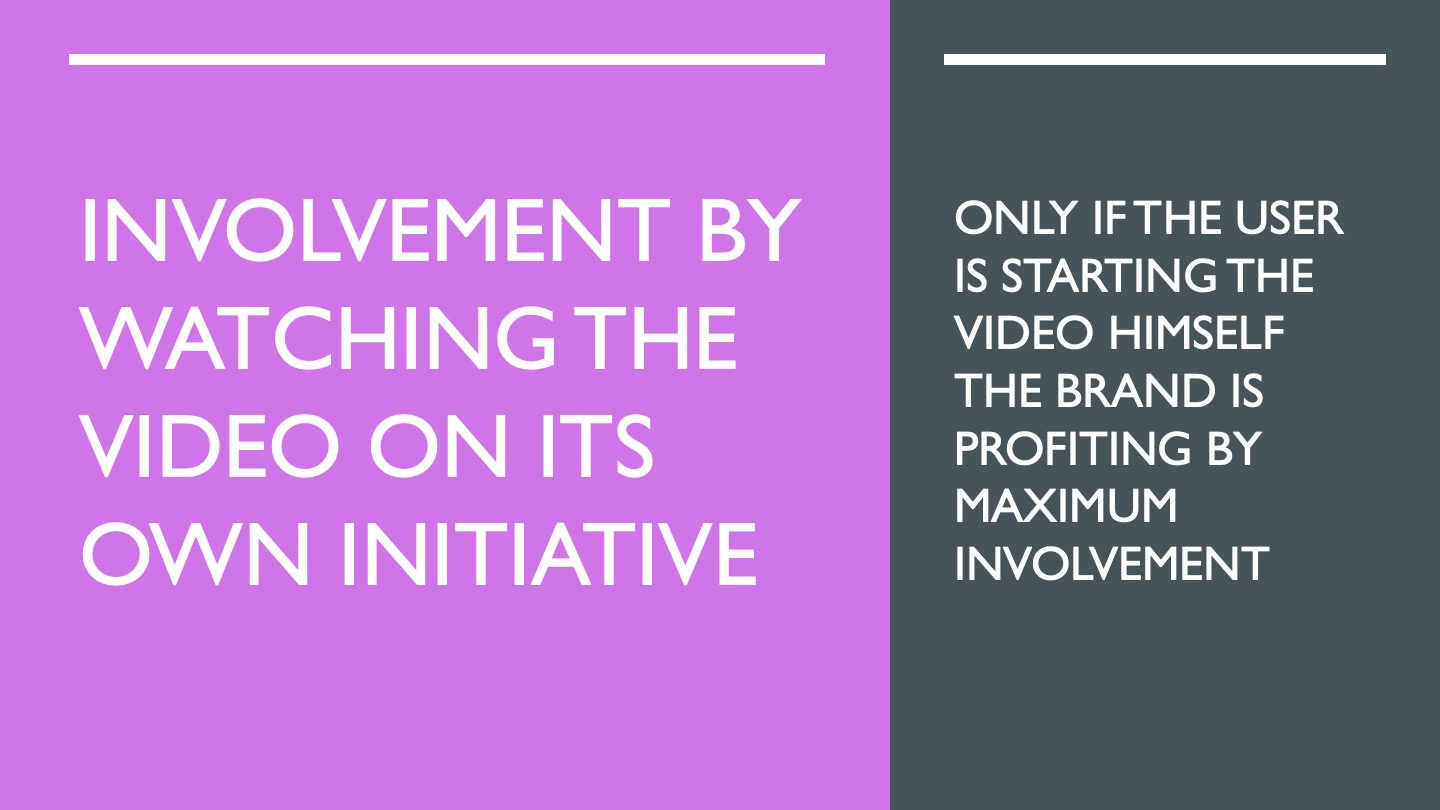 INVOLVEMENT BY
WATCHING THE
VIDEO ON ITS
OWN INITIATIVE
ONLY IF THE USER
IS STARTING THE
VIDEO HIMSELF
THE BRAND IS
PROFITING BY
MAXIMUM
INVOLVEMENT